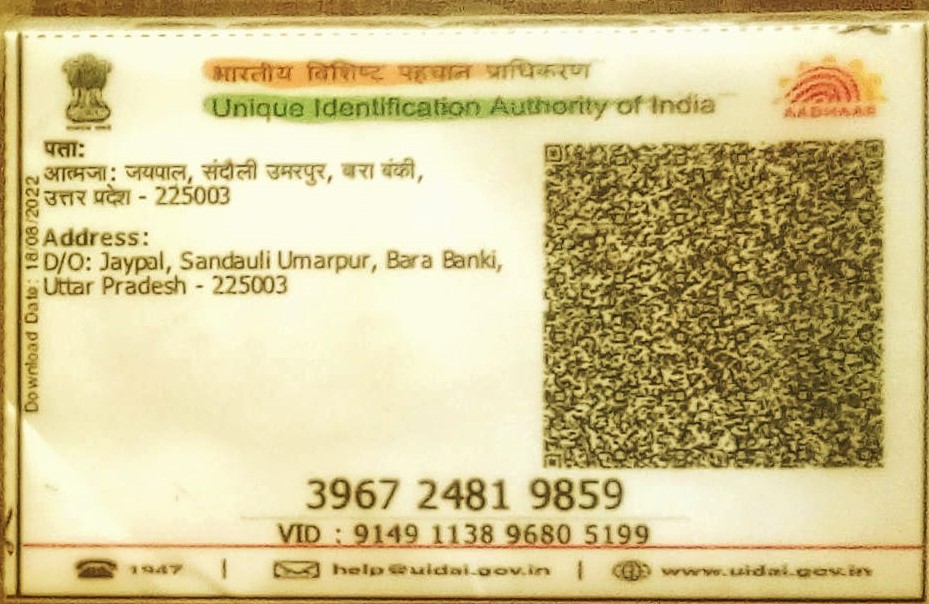 भारतीय विशिष्ट पहचान प्राधिकरण
Unique Identification Authority of India
AADHAAR
पता:
आत्मजा: जयपाल, संदौली उमरपुर, बारा बंकी,
उत्तर प्रदेश - 225003
Address:
D/O: Jaypal, Sandauli Umarpur, Bara Banki,
Uttar Pradesh - 225003
Download Date: 18/08/2022
3967 2481 9859
VID : 9149 1138 9680 5199
1947 | help@uidai.gov.in | www.uidai.gov.in